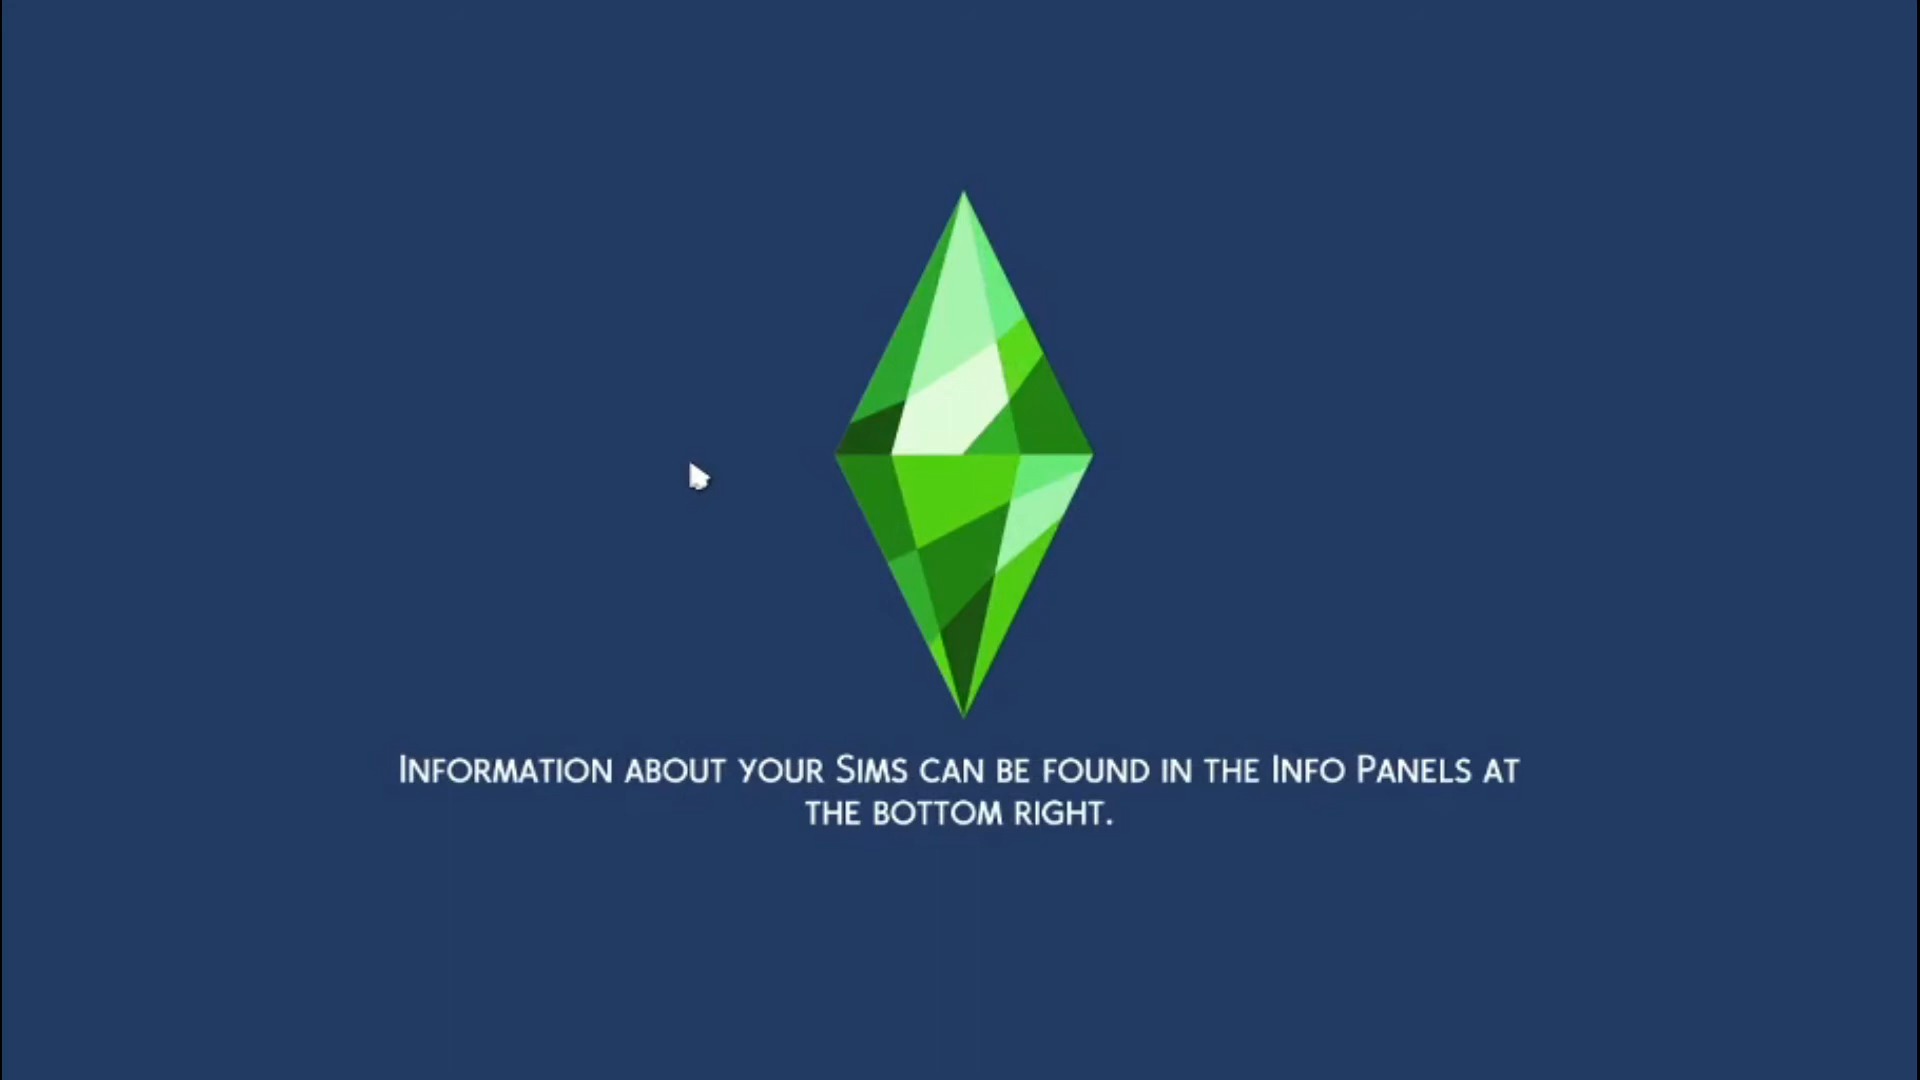 Information about your Sims can be found in the Info Panels at
the bottom right.